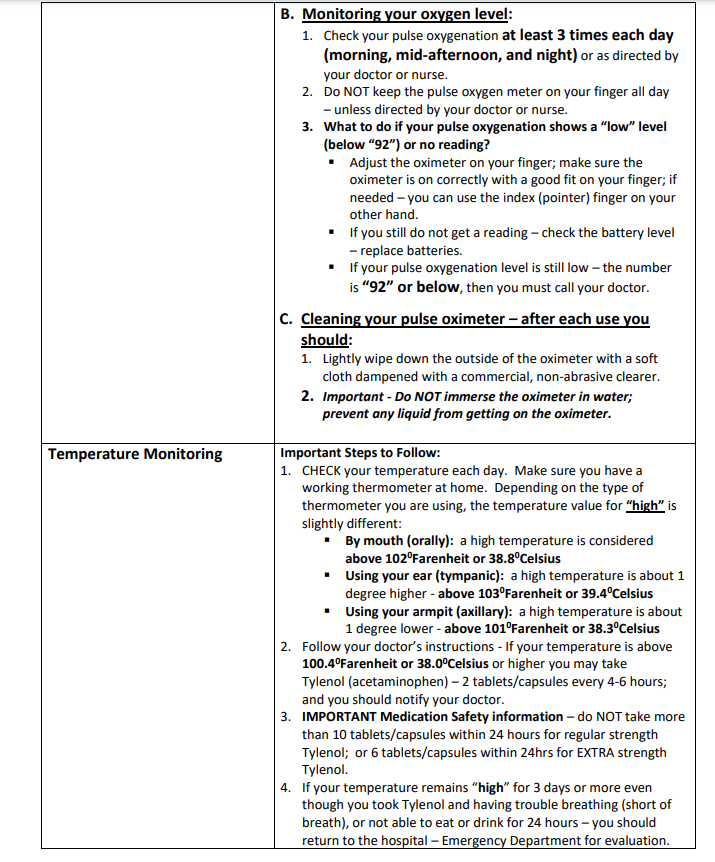 B. Monitoring your oxygen level:
1. Check your pulse oxygenation at least 3 times each day
(morning, mid-afternoon, and night) or as directed by
your doctor or nurse.
2. Do NOT keep the pulse oxygen meter on your finger all day
– unless directed by your doctor or nurse.
3. What to do if your pulse oxygenation shows a “low” level
(below “92”) or no reading?
▪ Adjust the oximeter on your finger; make sure the
oximeter is on correctly with a good fit on your finger; if
needed – you can use the index (pointer) finger on your
other hand.
▪ If you still do not get a reading – check the battery level
– replace batteries.
▪ If your pulse oxygenation level is still low – the number
is “92” or below, then you must call your doctor.
C. Cleaning your pulse oximeter – after each use you
should:
1. Lightly wipe down the outside of the oximeter with a soft
cloth dampened with a commercial, non-abrasive clearer.
2. Important - Do NOT immerse the oximeter in water;
prevent any liquid from getting on the oximeter.
Temperature Monitoring
Important Steps to Follow:
1. CHECK your temperature each day. Make sure you have a
working thermometer at home. Depending on the type of
thermometer you are using, the temperature value for “high” is
slightly different:
▪ By mouth (orally): a high temperature is considered
above 102⁰Farenheit or 38.8⁰Celsius
▪ Using your ear (tympanic): a high temperature is about 1
degree higher - above 103⁰Farenheit or 39.4⁰Celsius
▪ Using your armpit (axillary): a high temperature is about
1 degree lower - above 101⁰Farenheit or 38.3⁰Celsius
2. Follow your doctor’s instructions - If your temperature is above
100.4⁰Farenheit or 38.0⁰Celsius or higher you may take
Tylenol (acetaminophen) – 2 tablets/capsules every 4-6 hours;
and you should notify your doctor.
3. IMPORTANT Medication Safety information – do NOT take more
than 10 tablets/capsules within 24 hours for regular strength
Tylenol; or 6 tablets/capsules within 24hrs for EXTRA strength
Tylenol.
4. If your temperature remains “high” for 3 days or more even
though you took Tylenol and having trouble breathing (short of
breath), or not able to eat or drink for 24 hours – you should
return to the hospital – Emergency Department for evaluation.